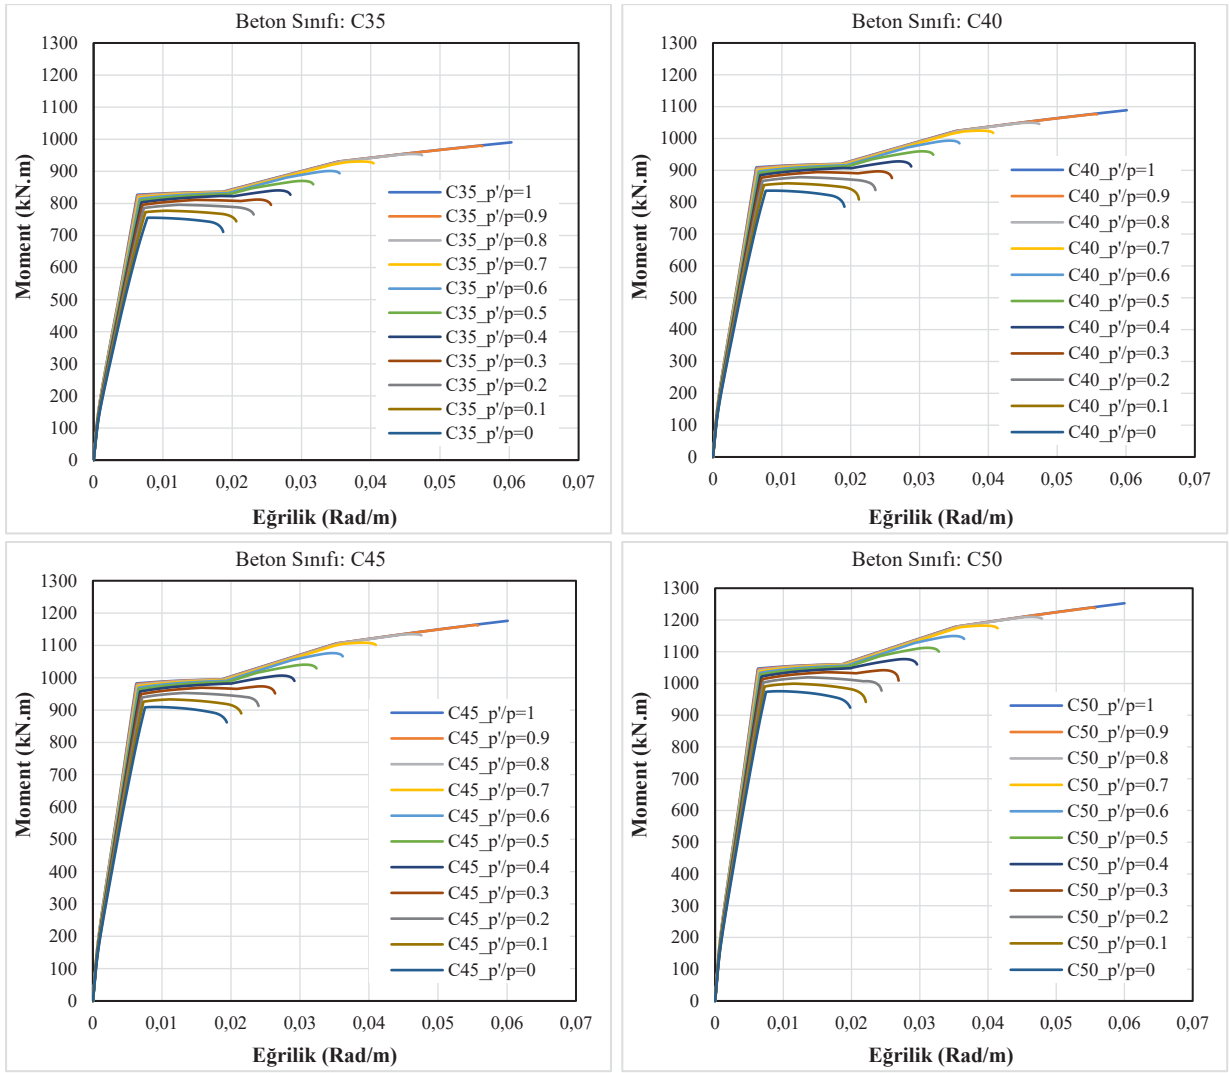 Beton Sınıfı: C35
1300
1200
1100
1000
900
800
700
600
500
400
300
200
100
0
Moment (kN.m)
C35_p'/p=1
C35_p'/p=0.9
C35_p'/p=0.8
C35_p'/p=0.7
C35_p'/p=0.6
C35_p'/p=0.5
C35_p'/p=0.4
C35_p'/p=0.3
C35_p'/p=0.2
C35_p'/p=0.1
C35_p'/p=0
0 0,01 0,02 0,03 0,04 0,05 0,06 0,07
Eğrilik (Rad/m)
Beton Sınıfı: C40
1300
1200
1100
1000
900
800
700
600
500
400
300
200
100
0
Moment (kN.m)
C40_p'/p=1
C40_p'/p=0.9
C40_p'/p=0.8
C40_p'/p=0.7
C40_p'/p=0.6
C40_p'/p=0.5
C40_p'/p=0.4
C40_p'/p=0.3
C40_p'/p=0.2
C40_p'/p=0.1
C40_p'/p=0
0 0,01 0,02 0,03 0,04 0,05 0,06 0,07
Eğrilik (Rad/m)
Beton Sınıfı: C45
1300
1200
1100
1000
900
800
700
600
500
400
300
200
100
0
Moment (kN.m)
C45_p'/p=1
C45_p'/p=0.9
C45_p'/p=0.8
C45_p'/p=0.7
C45_p'/p=0.6
C45_p'/p=0.5
C45_p'/p=0.4
C45_p'/p=0.3
C45_p'/p=0.2
C45_p'/p=0.1
C45_p'/p=0
0 0,01 0,02 0,03 0,04 0,05 0,06 0,07
Eğrilik (Rad/m)
Beton Sınıfı: C50
1300
1200
1100
1000
900
800
700
600
500
400
300
200
100
0
Moment (kN.m)
C50_p'/p=1
C50_p'/p=0.9
C50_p'/p=0.8
C50_p'/p=0.7
C50_p'/p=0.6
C50_p'/p=0.5
C50_p'/p=0.4
C50_p'/p=0.3
C50_p'/p=0.2
C50_p'/p=0.1
C50_p'/p=0
0 0,01 0,02 0,03 0,04 0,05 0,06 0,07
Eğrilik (Rad/m)